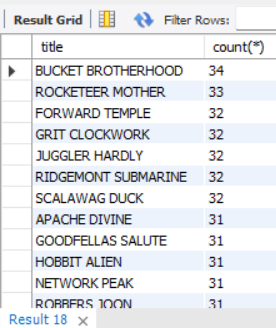 Result Grid Filter Rows:
title count(*)
BUCKET BROTHERHOOD 34
ROCKETEER MOTHER 33
FORWARD TEMPLE 32
GRIT CLOCKWORK 32
JUGGLER HARDLY 32
RIDGEMONT SUBMARINE 32
SCALAWAG DUCK 32
APACHE DIVINE 31
GOODFELLAS SALUTE 31
HOBBIT ALIEN 31
NETWORK PEAK 31
ROBBERS JOON 31
Result 18 ×